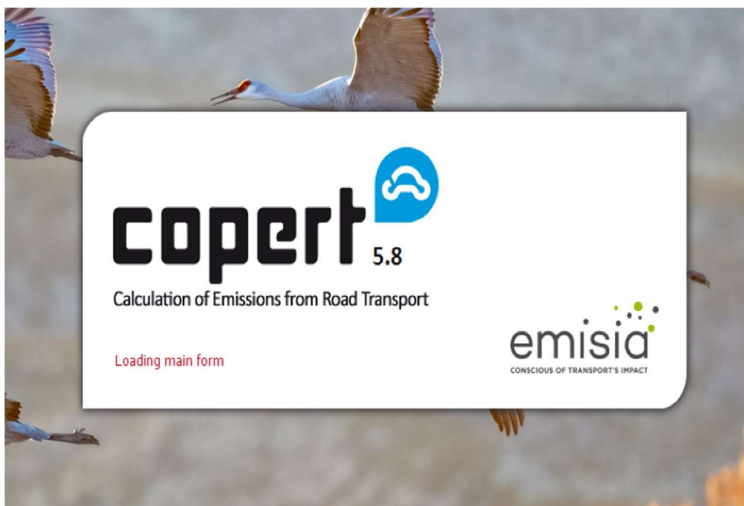 copert
5.8
Calculation of Emissions from Road Transport
Loading main form
emisia
CONSCIOUS OF TRANSPORT'S IMPACT